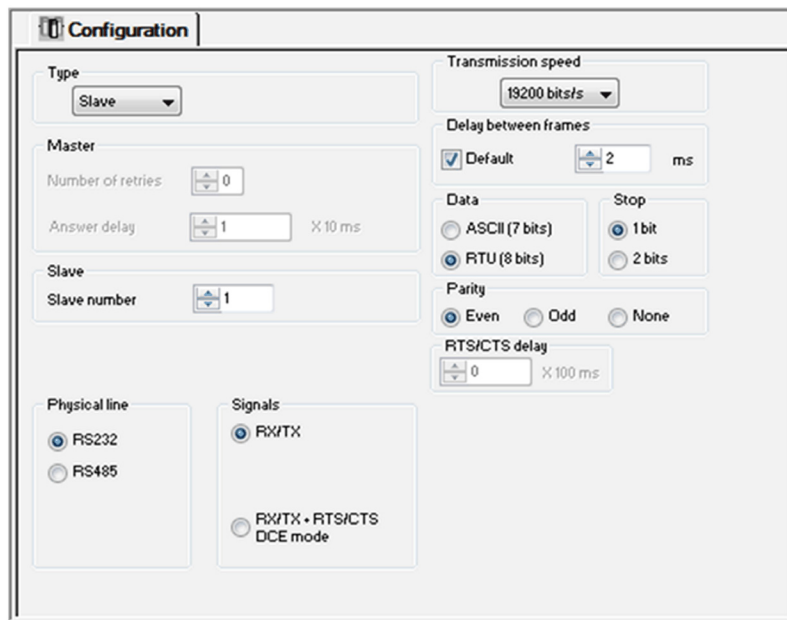 Configuration
Type
Slave
Master
Number of retries 0
Answer delay 1 X 10 ms
Slave
Slave number 1
Physical line
RS232
RS485
Signals
RX/TX
RX/TX + RTS/CTS
DCE mode
Transmission speed
19200 bits/s
Delay between frames
Default 2 ms
Data
ASCII (7 bits)
RTU (8 bits)
Stop
1 bit
2 bits
Parity
Even Odd None
RTS/CTS delay
0 X 100 ms